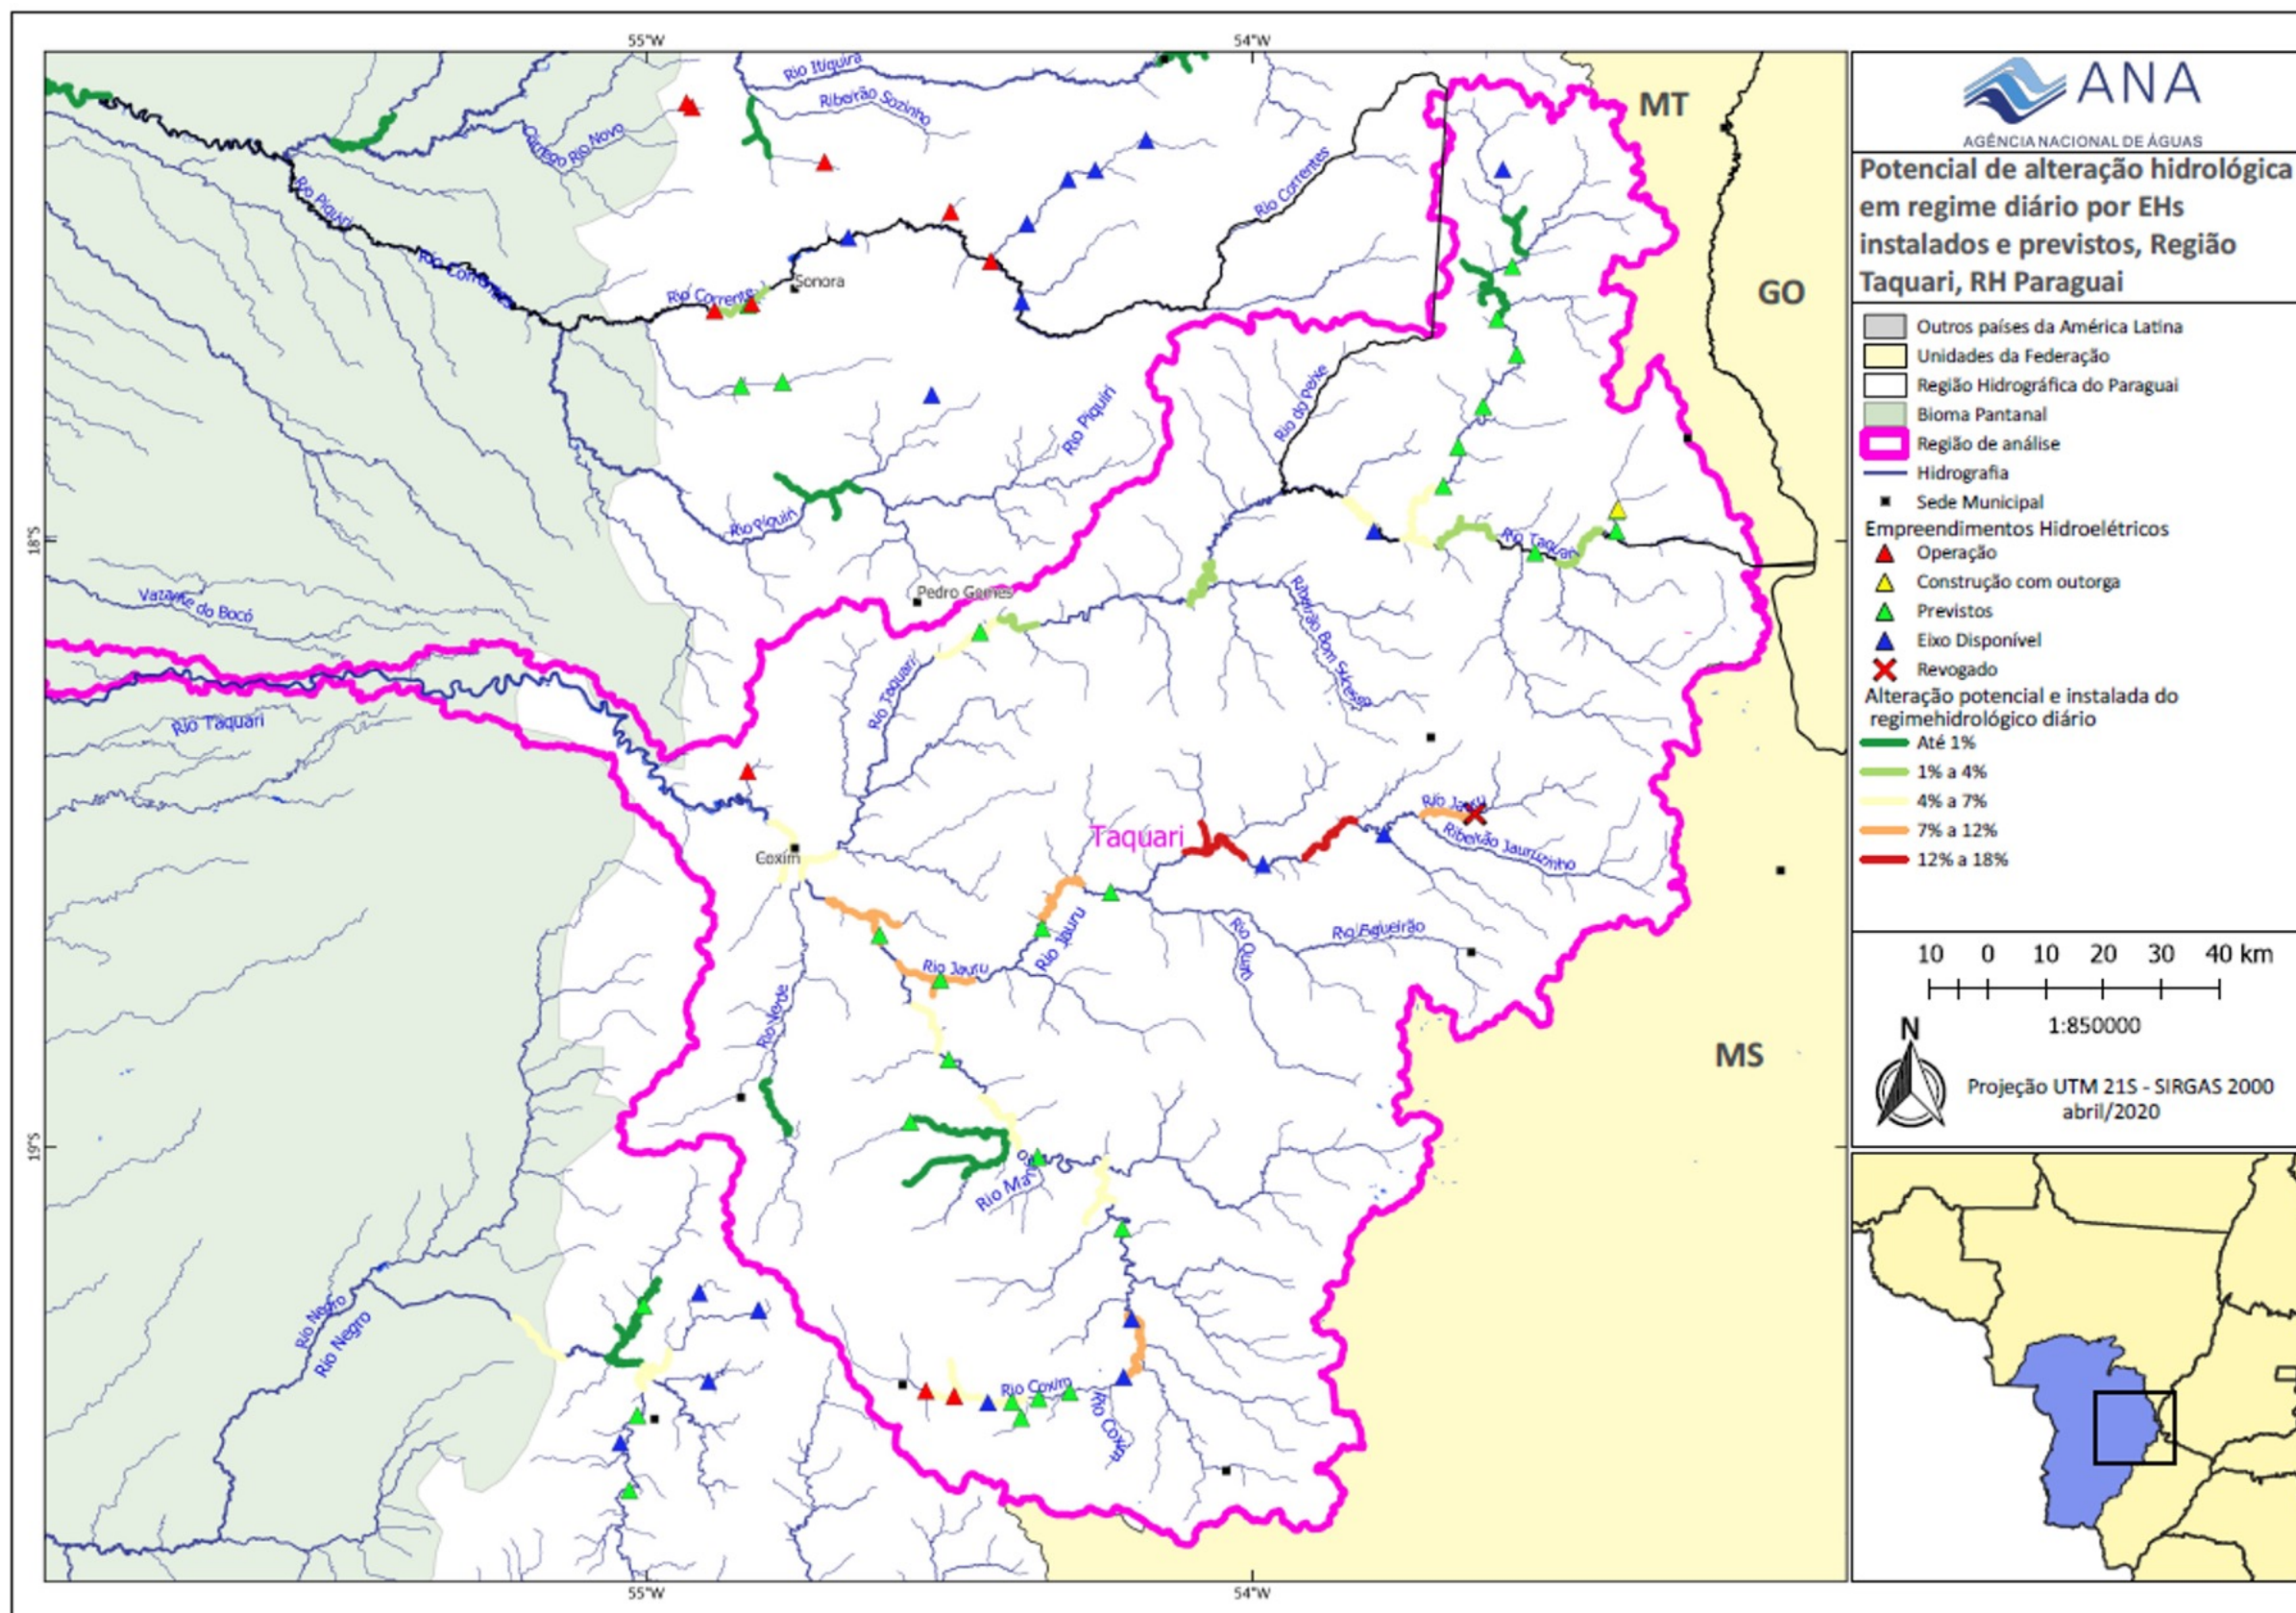 55°W
54°W
Rio Itiquira
Ribeirão Sozinho
Córrego Rio Novo
Rio Piquiri
Rio Correntes
Rio Correntes
Sonora
Rio Corrente
Rio do Peixe
Rio Piquiri
Rio Piquiri
18°S
Rio Taquari
Pedro Gomes
Ribeirão Bom Sucesso
Vazante do Bocó
Rio Taquari
Rio Taquari
Taquari
Rio Jauru
Ribeirão Jauruzinho
Coxim
Rio Jauru
Rio Jauru
Rio Figueirão
Rio Verde
19°S
Rio Negro
Rio Negro
Rio Coxim
Rio Coxim
55°W
54°W
MT
GO
MS
ANA
AGÊNCIA NACIONAL DE ÁGUAS
Potencial de alteração hidrológica
em regime diário por EHs
instalados e previstos, Região
Taquari, RH Paraguai
Outros países da América Latina
Unidades da Federação
Região Hidrográfica do Paraguai
Bioma Pantanal
Região de análise
Hidrografia
Sede Municipal
Empreendimentos Hidroelétricos
Operação
Construção com outorga
Previstos
Eixo Disponível
Revogado
Alteração potencial e instalada do
regimehidrológico diário
Até 1%
1% a 4%
4% a 7%
7% a 12%
12% a 18%
10 0 10 20 30 40 km
1:850000
N
Projeção UTM 21S - SIRGAS 2000
abril/2020